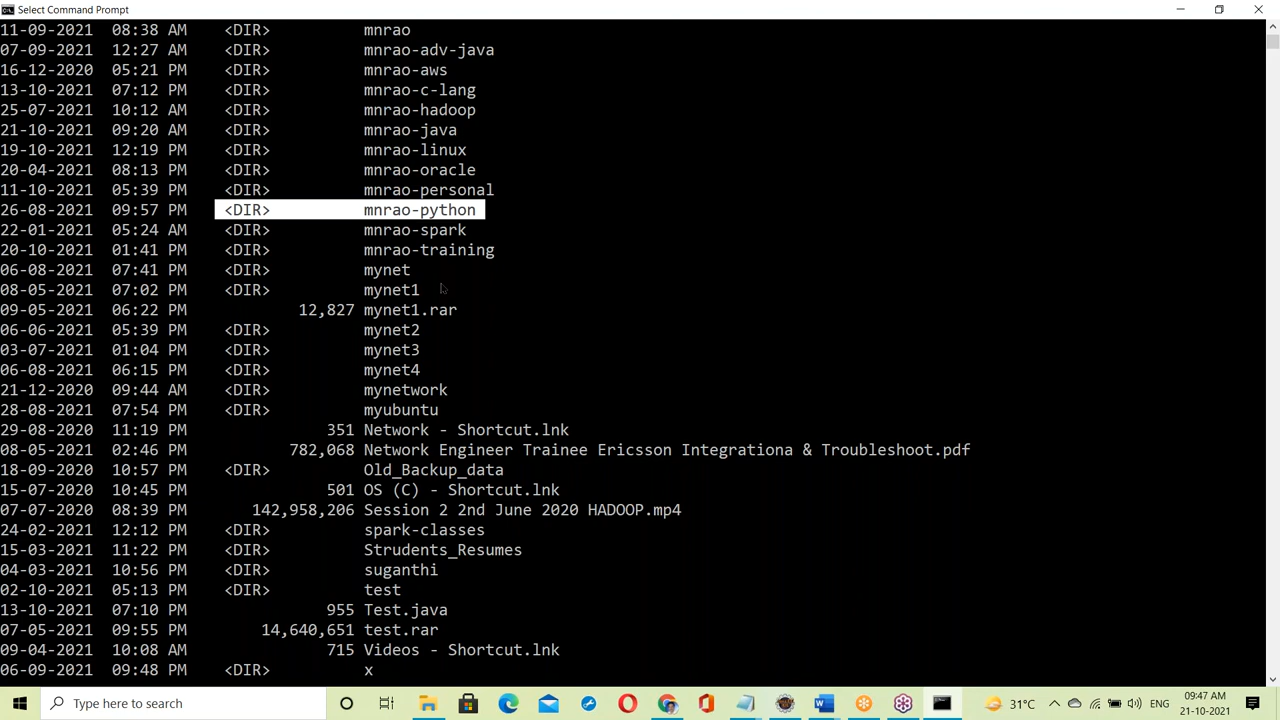 Select Command Prompt
11-09-2021 08:38 AM <DIR> mnrao
07-09-2021 12:27 AM <DIR> mnrao-adv-java
16-12-2020 05:21 PM <DIR> mnrao-aws
13-10-2021 07:12 PM <DIR> mnrao-c-lang
25-07-2021 10:12 AM <DIR> mnrao-hadoop
21-10-2021 09:20 AM <DIR> mnrao-java
19-10-2021 12:19 PM <DIR> mnrao-linux
20-04-2021 08:13 PM <DIR> mnrao-oracle
11-10-2021 05:39 PM <DIR> mnrao-personal
26-08-2021 09:57 PM <DIR> mnrao-python
22-01-2021 05:24 AM <DIR> mnrao-spark
20-10-2021 01:41 PM <DIR> mnrao-training
06-08-2021 07:41 PM <DIR> mynet
08-05-2021 07:02 PM <DIR> mynet1
09-05-2021 06:22 PM 12,827 mynet1.rar
06-06-2021 05:39 PM <DIR> mynet2
03-07-2021 01:04 PM <DIR> mynet3
08-08-2021 06:15 PM <DIR> mynet4
21-12-2020 09:44 AM <DIR> mynetwork
28-08-2021 07:54 PM <DIR> myubuntu
29-08-2020 11:19 PM 351 Network - Shortcut.lnk
08-05-2021 02:46 PM 782,068 Network Engineer Trainee Ericsson Integrationa & Troubleshoot.pdf
18-09-2020 10:57 PM <DIR> Old_Backup_data
15-07-2020 10:45 PM 501 OS (C) - Shortcut.lnk
07-07-2020 08:39 PM 142,958,206 Session 2 2nd June 2020 HADOOP.mp4
24-02-2021 12:12 PM <DIR> spark-classes
15-03-2021 11:22 PM <DIR> Strudents_Resumes
04-03-2021 10:56 PM <DIR> suganthi
02-10-2021 05:13 PM <DIR> test
13-10-2021 07:10 PM 955 Test.java
07-05-2021 09:55 PM 14,640,651 test.rar
09-04-2021 10:08 AM 715 Videos - Shortcut.lnk
06-09-2021 09:48 PM <DIR> x
Type here to search
31°C
ENG
09:47 AM
21-10-2021